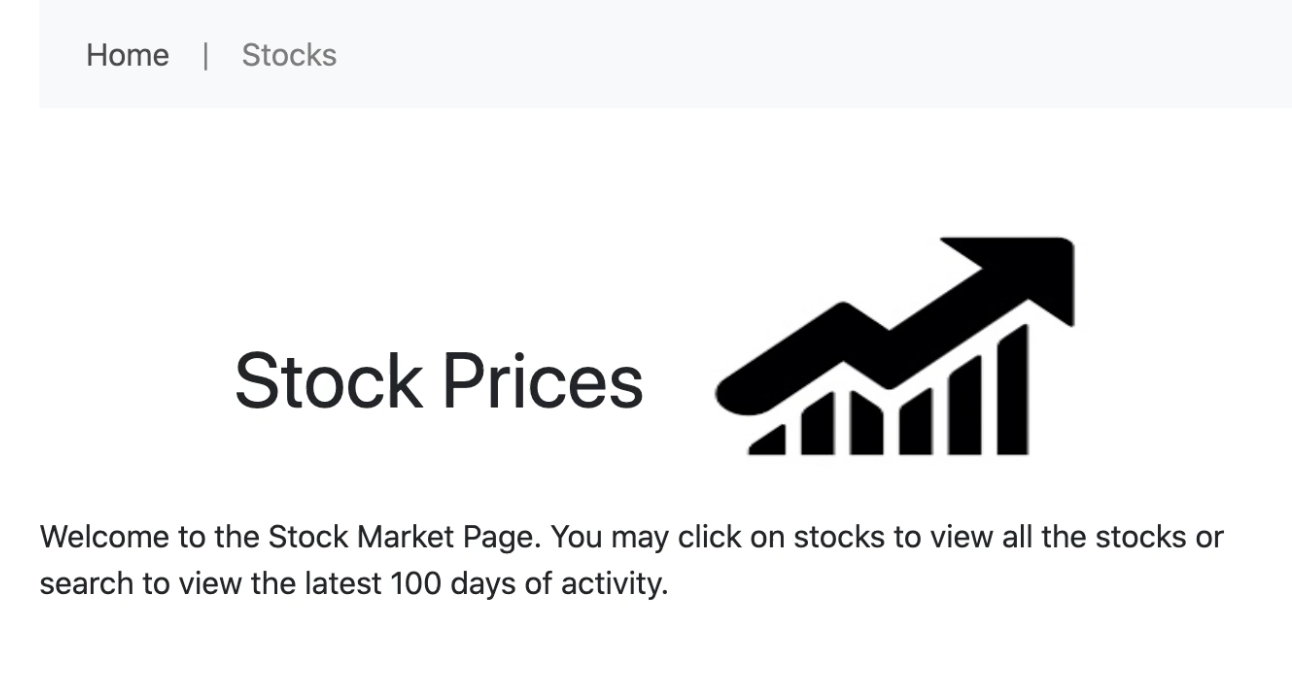 Home | Stocks
Stock Prices
Welcome to the Stock Market Page. You may click on stocks to view all the stocks or
search to view the latest 100 days of activity.